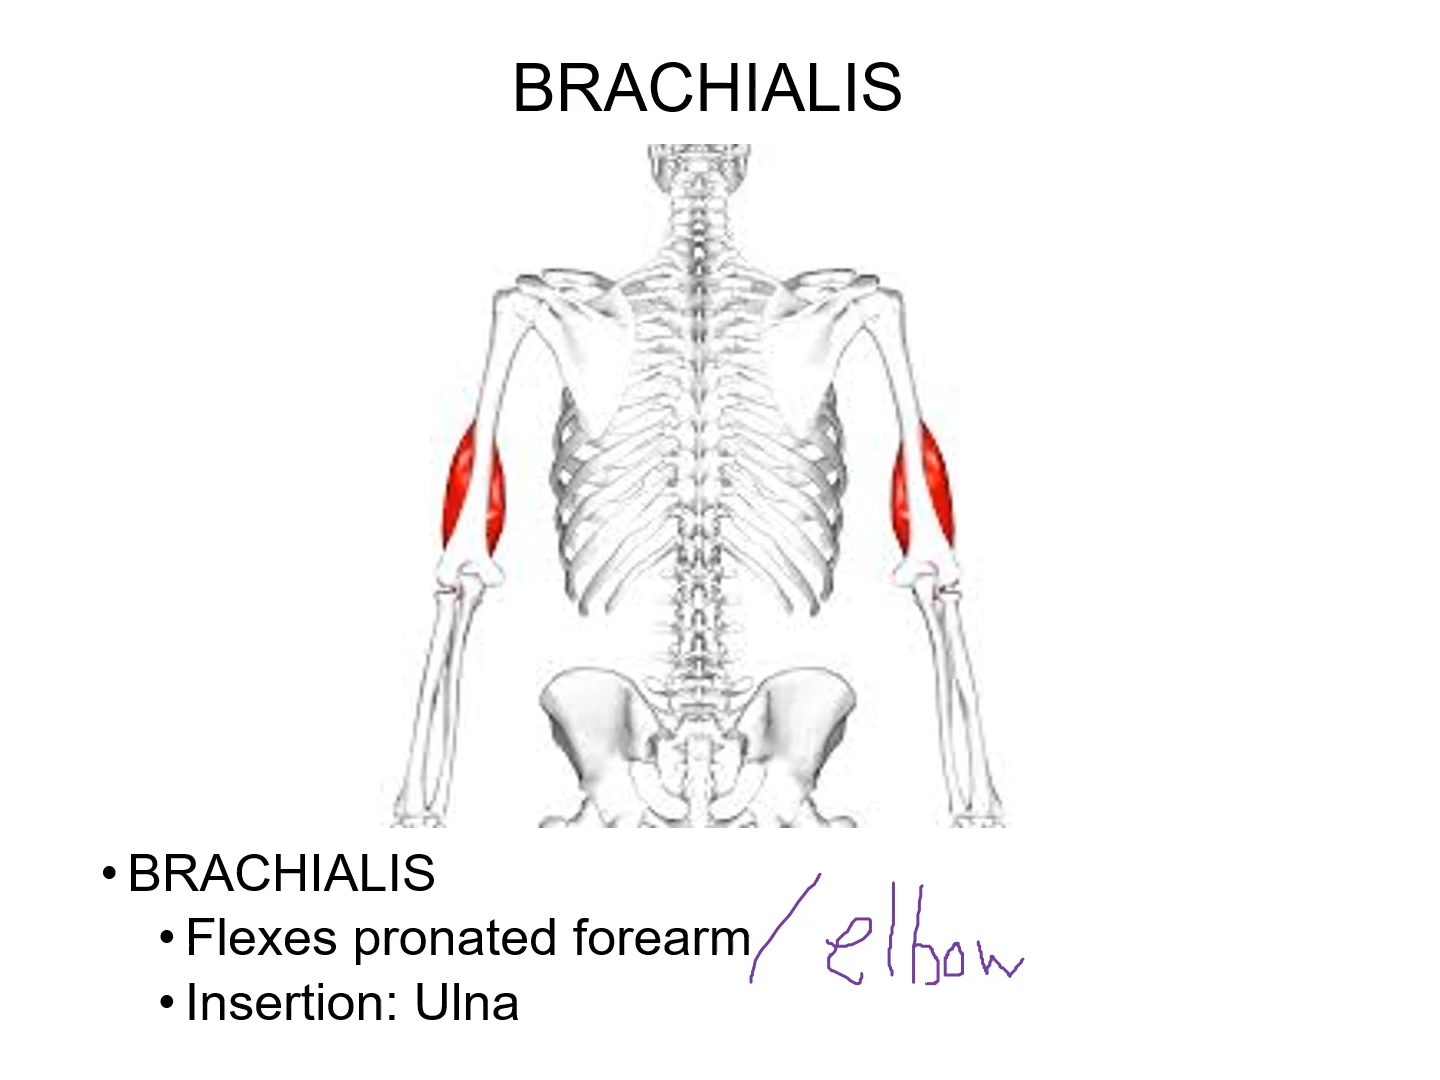 BRACHIALIS
• BRACHIALIS
• Flexes pronated forearm / elbow
• Insertion: Ulna